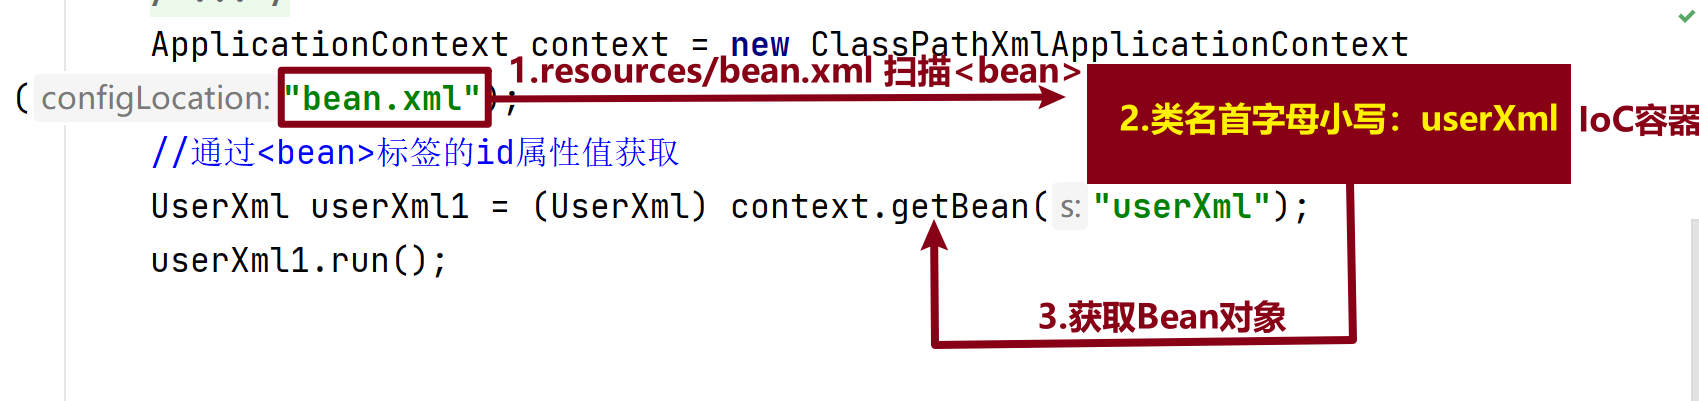 ApplicationContext context = new ClassPathXmlApplicationContext
1.resources/bean.xml 扫描<bean>
(configLocation: "bean.xml");
2.类名首字母小写：userXml
IoC容器
//通过<bean>标签的id属性值获取
UserXml userXml1 = (UserXml) context.getBean(s: "userXml");
userXml1.run();
3.获取Bean对象